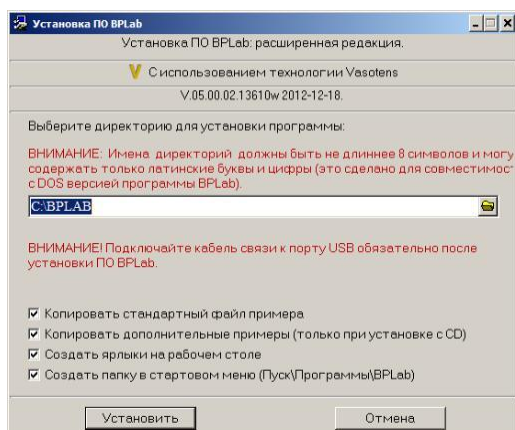 Установка ПО BPLab
Установка ПО BPLab: расширенная редакция.
V С использованием технологии Vasotens
V.05.00.02.13610w 2012-12-18.
Выберите директорию для установки программы:
ВНИМАНИЕ: Имена директорий должны быть не длиннее 8 символов и могу
содержать только латинские буквы и цифры (это сделано для совместимос
с DOS версией программы BPLab).
C:\BPLAB
ВНИМАНИЕ! Подключайте кабель связи к порту USB обязательно после
установки ПО BPLab.
Копировать стандартный файл примера
Копировать дополнительные примеры (только при установке с CD)
Создать ярлыки на рабочем столе
Создать папку в стартовом меню (Пуск\Программы\BPLab)
Установить
Отмена